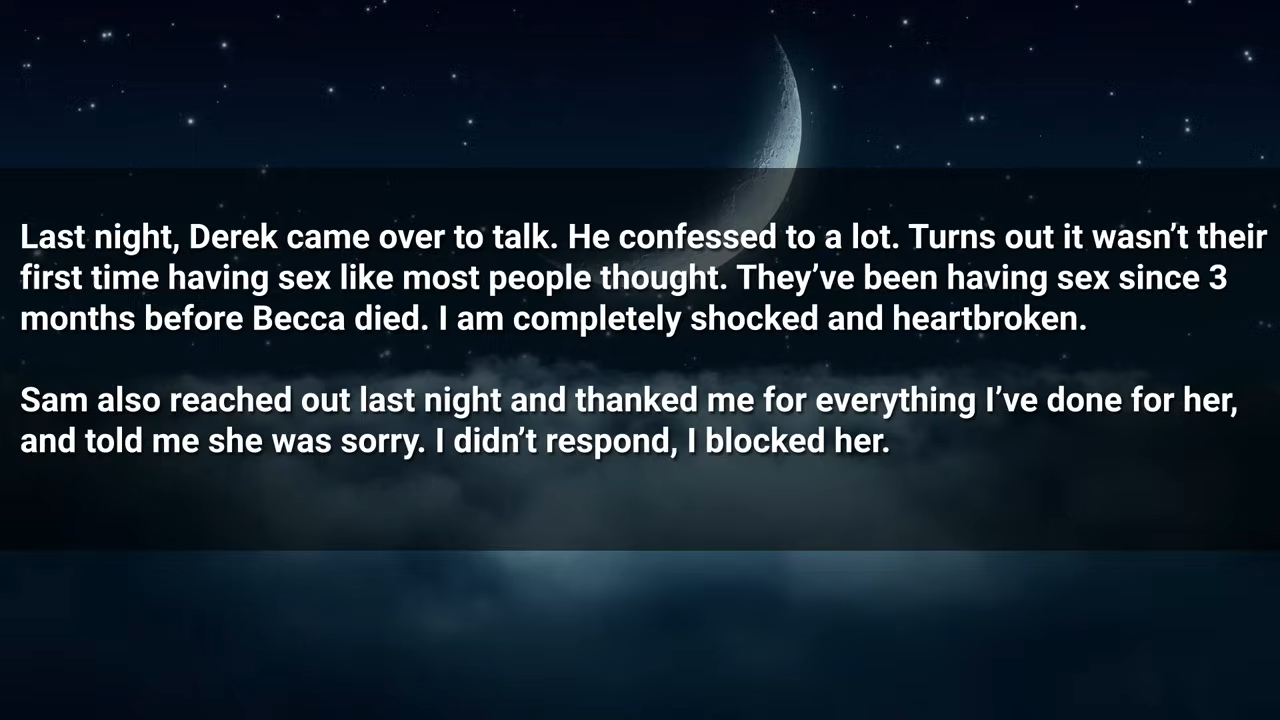 Last night, Derek came over to talk. He confessed to a lot. Turns out it wasn’t their
first time having sex like most people thought. They’ve been having sex since 3
months before Becca died. I am completely shocked and heartbroken.
Sam also reached out last night and thanked me for everything I’ve done for her,
and told me she was sorry. I didn’t respond, I blocked her.